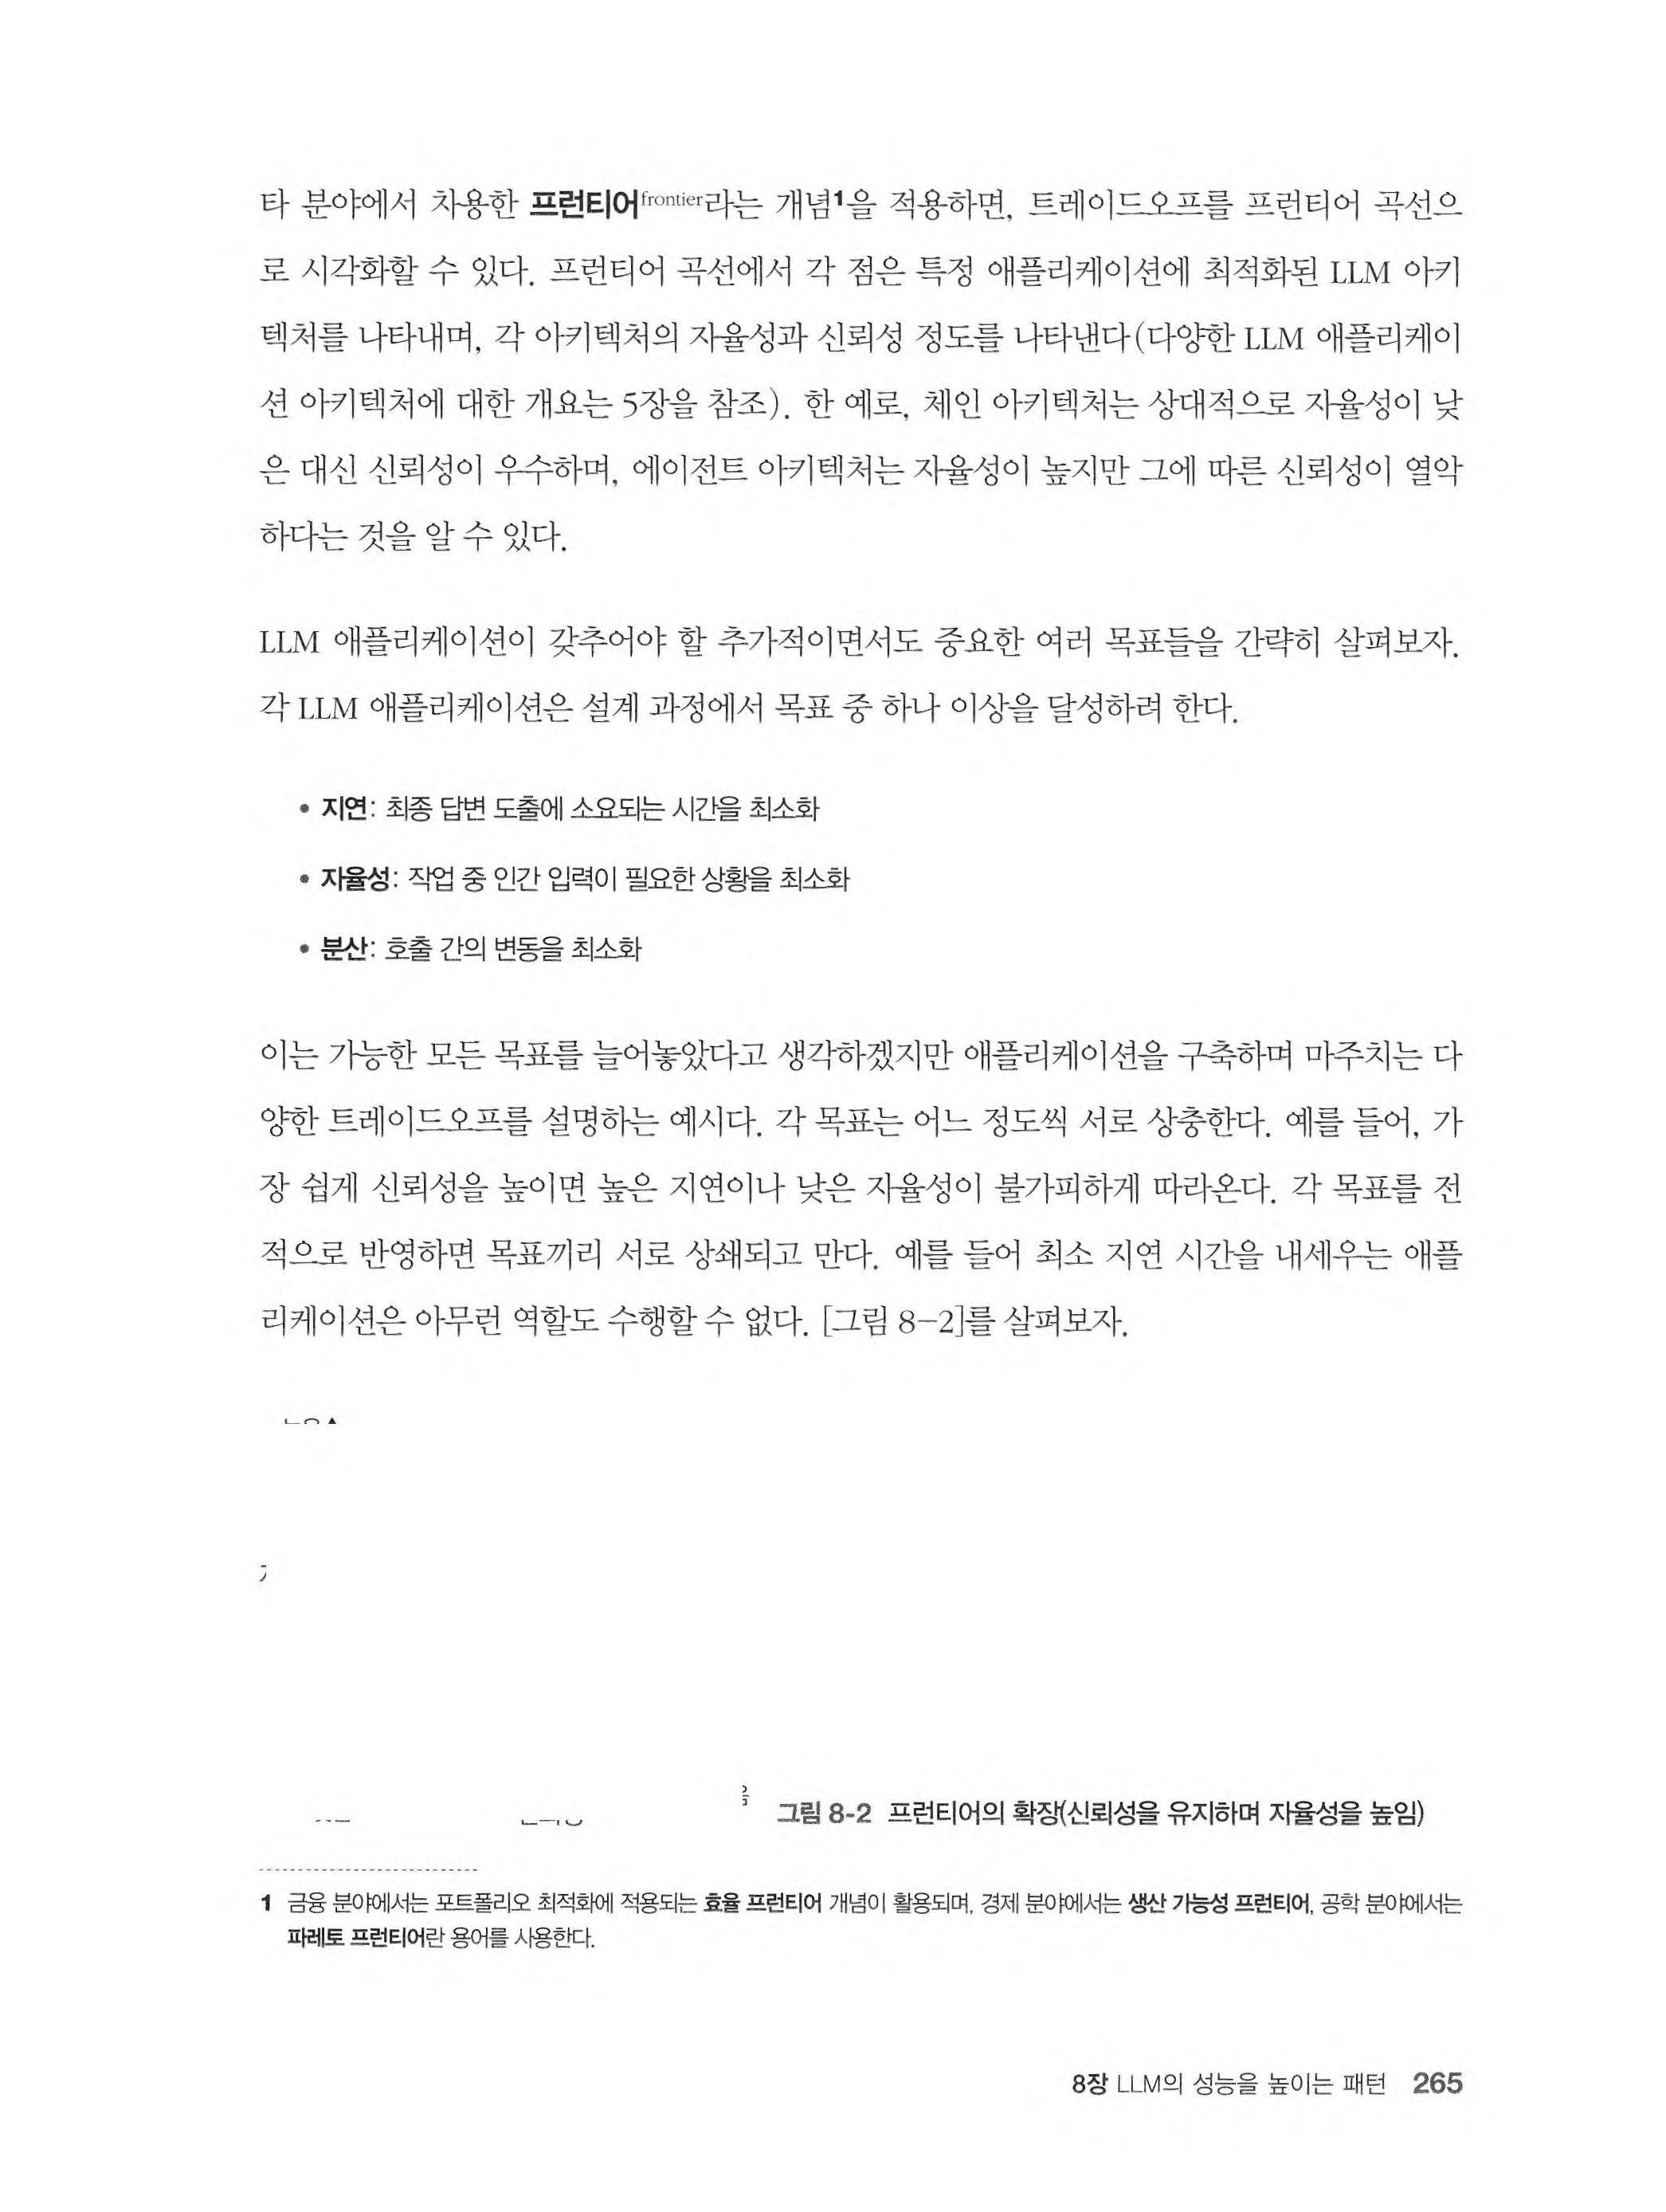 타 분야에서 차용한 프런티어frontier라는 개념1을 적용하면, 트레이드오프를 프런티어 곡선으
로 시각화할 수 있다. 프런티어 곡선에서 각 점은 특정 애플리케이션에 최적화된 LLM 아키
텍처를 나타내며, 각 아키텍처의 자율성과 신뢰성 정도를 나타낸다(다양한 LLM 애플리케이
션 아키텍처에 대한 개요는 5장을 참조). 한 예로, 체인 아키텍처는 상대적으로 자율성이 낮
은 대신 신뢰성이 우수하며, 에이전트 아키텍처는 자율성이 높지만 그에 따른 신뢰성이 열악
하다는 것을 알 수 있다.
LLM 애플리케이션이 갖추어야 할 추가적이면서도 중요한 여러 목표들을 간략히 살펴보자.
각 LLM 애플리케이션은 설계 과정에서 목표 중 하나 이상을 달성하려 한다.
• 지연: 최종 답변 도출에 소요되는 시간을 최소화
• 자율성: 작업 중 인간 입력이 필요한 상황을 최소화
• 분산: 호출 간의 변동을 최소화
이는 가능한 모든 목표를 늘어놓았다고 생각하겠지만 애플리케이션을 구축하며 마주치는 다
양한 트레이드오프를 설명하는 예시다. 각 목표는 어느 정도씩 서로 상충한다. 예를 들어, 가
장 쉽게 신뢰성을 높이면 높은 지연이나 낮은 자율성이 불가피하게 따라온다. 각 목표를 전
적으로 반영하면 목표끼리 서로 상쇄되고 만다. 예를 들어 최소 지연 시간을 내세우는 애플
리케이션은 아무런 역할도 수행할 수 없다. [그림 8-2]를 살펴보자.
그림 8-2 프런티어의 확장(신뢰성을 유지하며 자율성을 높임)
1 금융 분야에서는 포트폴리오 최적화에 적용되는 효율 프런티어 개념이 활용되며, 경제 분야에서는 생산 가능성 프런티어, 공학 분야에서는
파레토 프런티어란 용어를 사용한다.
8장 LLM의 성능을 높이는 패턴 265